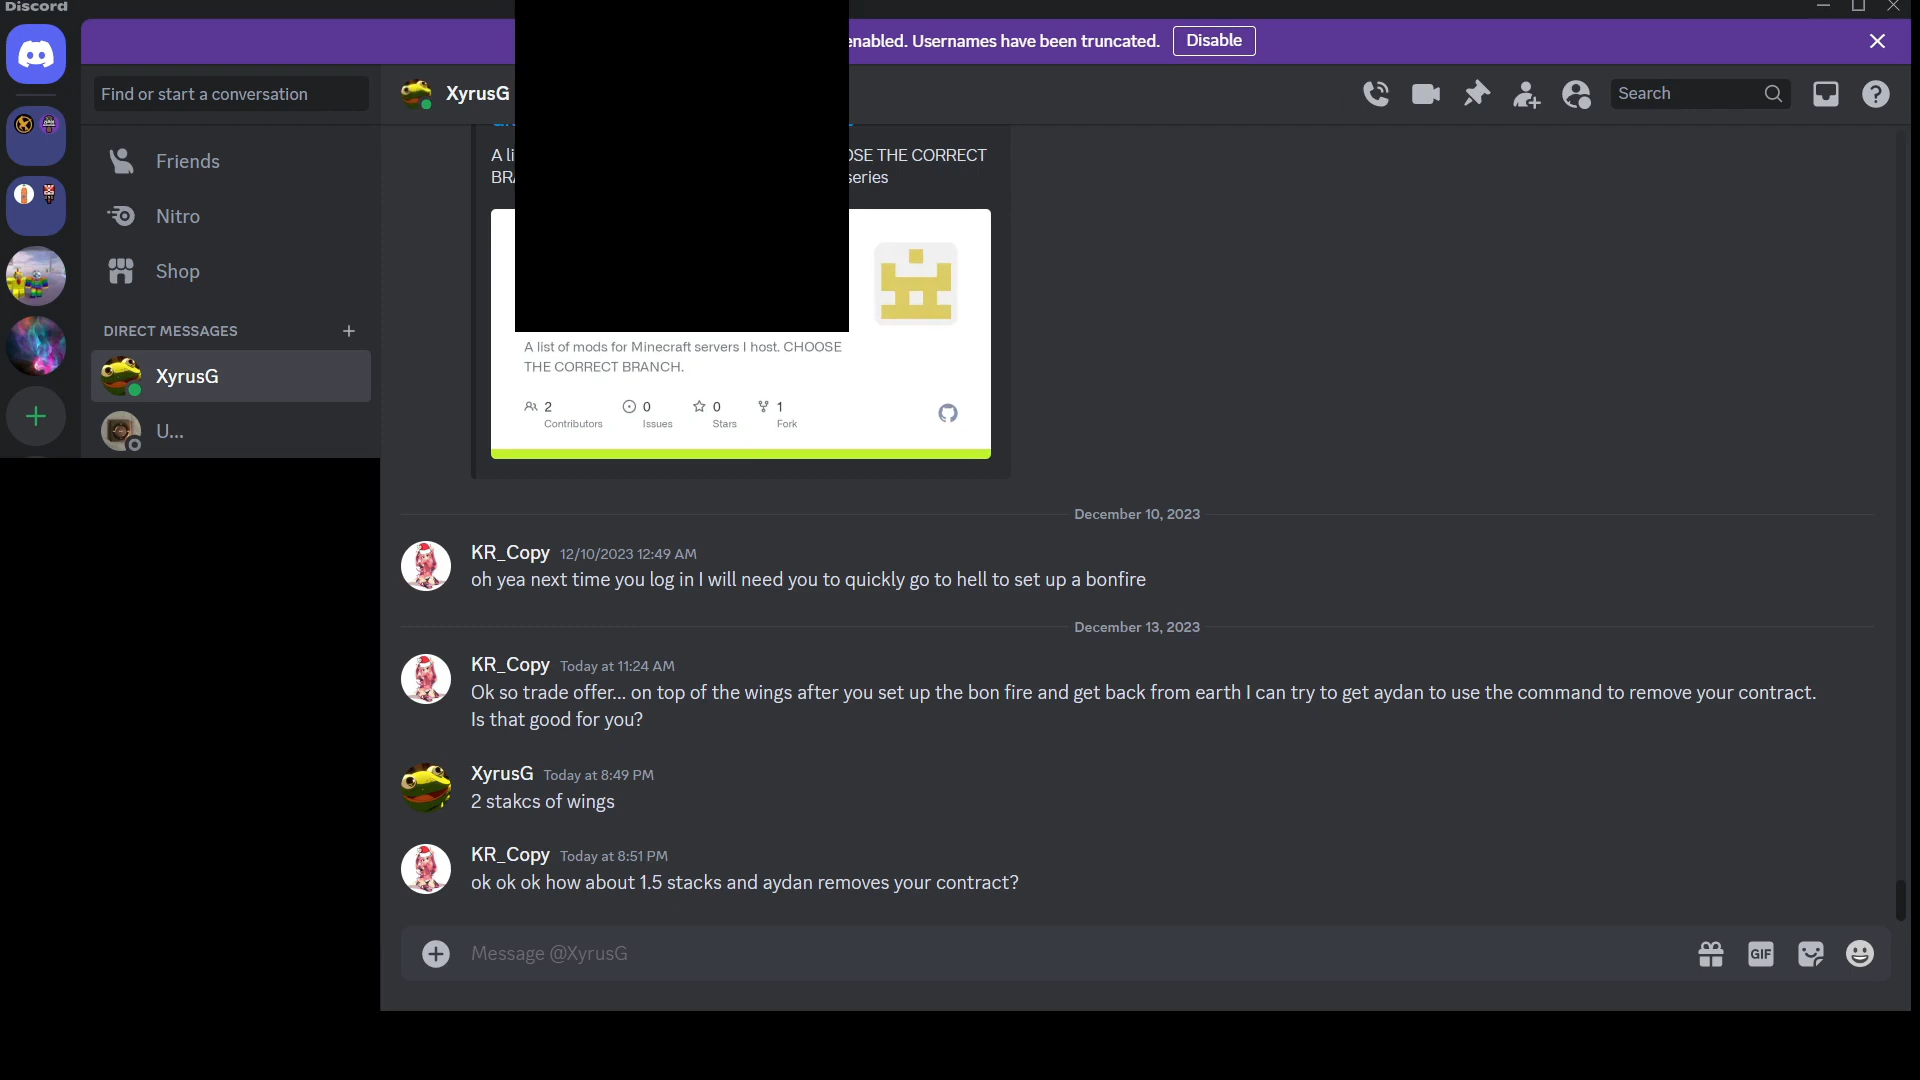 Discord
enabled. Usernames have been truncated.
Disable
Find or start a conversation
XyrusG
Search
Friends
Nitro
Shop
DIRECT MESSAGES
XyrusG
U...
A li
OSE THE CORRECT
BRA
series
A list of mods for Minecraft servers I host. CHOOSE
THE CORRECT BRANCH.
2
Contributors
0
Issues
0
Stars
1
Fork
December 10, 2023
KR_Copy 12/10/2023 12:49 AM
oh yea next time you log in I will need you to quickly go to hell to set up a bonfire
December 13, 2023
KR_Copy Today at 11:24 AM
Ok so trade offer... on top of the wings after you set up the bon fire and get back from earth I can try to get aydan to use the command to remove your contract.
Is that good for you?
XyrusG Today at 8:49 PM
2 stakcs of wings
KR_Copy Today at 8:51 PM
ok ok ok how about 1.5 stacks and aydan removes your contract?
Message @XyrusG
GIF